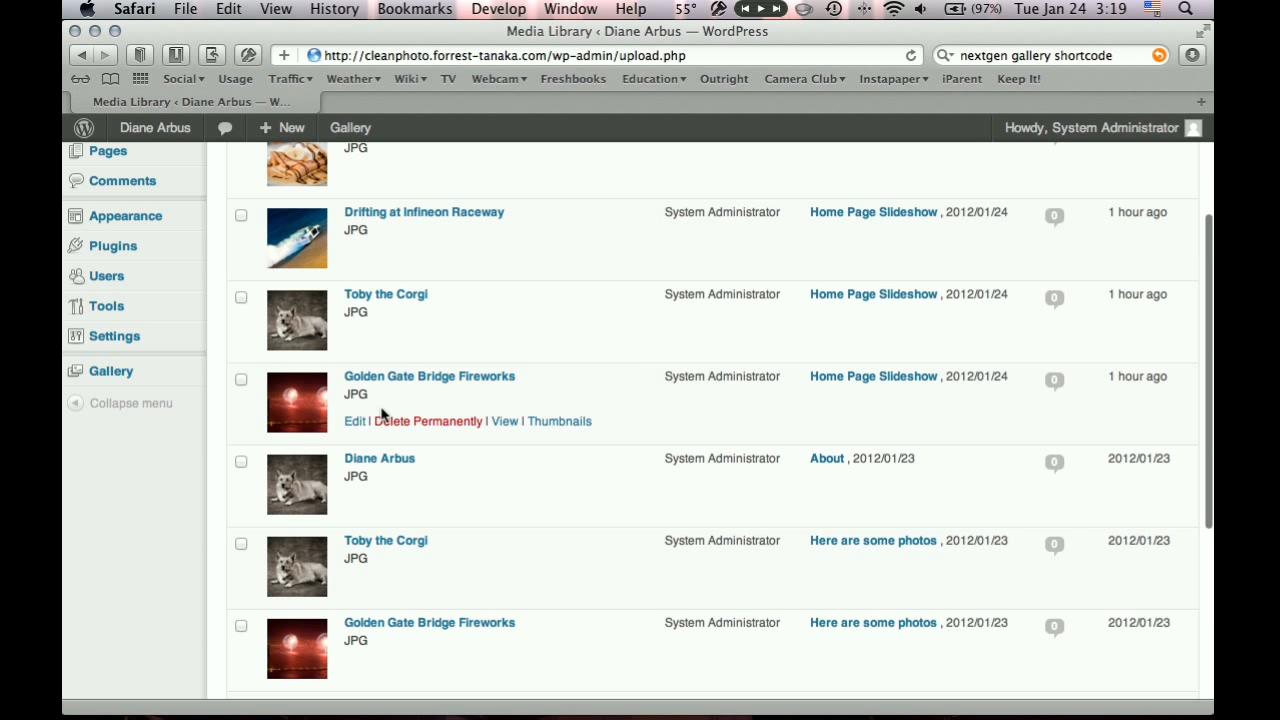 Safari File Edit View History Bookmarks Develop Window Help 55° (97%) Tue Jan 24 3:19
Media Library ‹ Diane Arbus — WordPress
http://cleanphoto.forrest-tanaka.com/wp-admin/upload.php nextgen gallery shortcode
Social Usage Traffic Weather Wiki TV Webcam Freshbooks Education Outright Camera Club Instapaper iParent Keep It!
Media Library ‹ Diane Arbus — W...
Diane Arbus New Gallery Howdy, System Administrator
Pages
Comments
Appearance
Plugins
Users
Tools
Settings
Gallery
Collapse menu
JPG
Drifting at Infineon Raceway System Administrator Home Page Slideshow , 2012/01/24 0 1 hour ago
JPG
Toby the Corgi System Administrator Home Page Slideshow , 2012/01/24 0 1 hour ago
JPG
Golden Gate Bridge Fireworks System Administrator Home Page Slideshow , 2012/01/24 0 1 hour ago
JPG
Edit | Delete Permanently | View | Thumbnails
Diane Arbus System Administrator About , 2012/01/23 0 2012/01/23
JPG
Toby the Corgi System Administrator Here are some photos , 2012/01/23 0 2012/01/23
JPG
Golden Gate Bridge Fireworks System Administrator Here are some photos , 2012/01/23 0 2012/01/23
JPG